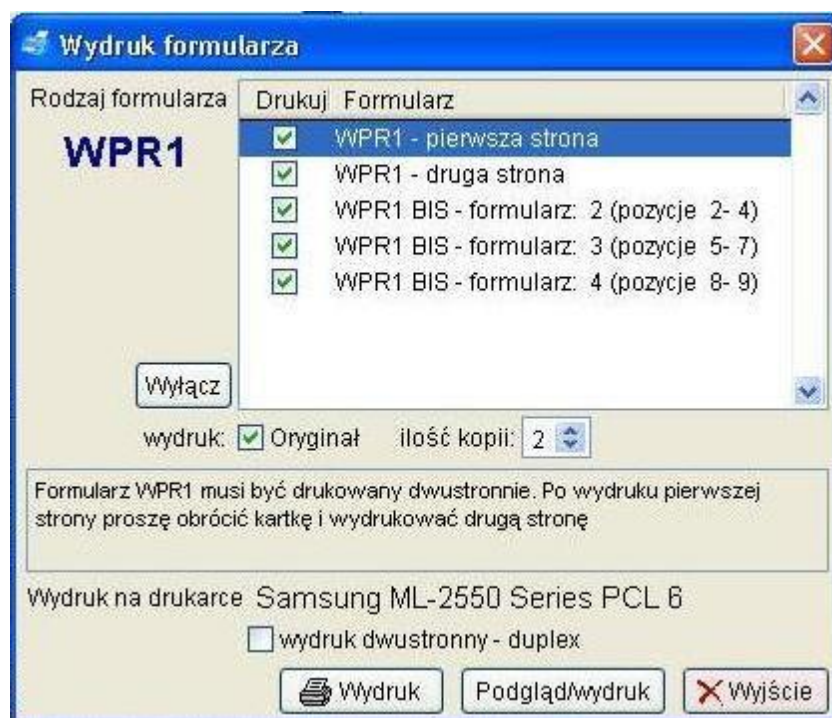 Wydruk formularza
Rodzaj formularza
WPR1
Drukuj Formularz
WPR1 - pierwsza strona
WPR1 - druga strona
WPR1 BIS - formularz: 2 (pozycje 2- 4)
WPR1 BIS - formularz: 3 (pozycje 5- 7)
WPR1 BIS - formularz: 4 (pozycje 8- 9)
Wyłącz
wydruk: Oryginał ilość kopii: 2
Formularz WPR1 musi być drukowany dwustronnie. Po wydruku pierwszej
strony proszę obrócić kartkę i wydrukować drugą stronę
Wydruk na drukarce Samsung ML-2550 Series PCL 6
wydruk dwustronny - duplex
Wydruk Podgląd/wydruk Wyjście